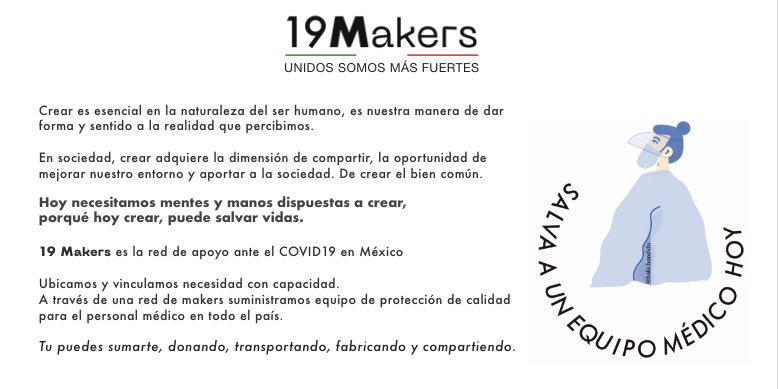 19Makers
UNIDOS SOMOS MÁS FUERTES
Crear es esencial en la naturaleza del ser humano, es nuestra manera de dar
forma y sentido a la realidad que percibimos.
En sociedad, crear adquiere la dimensión de compartir, la oportunidad de
mejorar nuestro entorno y aportar a la sociedad. De crear el bien común.
Hoy necesitamos mentes y manos dispuestas a crear,
porqué hoy crear, puede salvar vidas.
19 Makers es la red de apoyo ante el COVID19 en México
Ubicamos y vinculamos necesidad con capacidad.
A través de una red de makers suministramos equipo de protección de calidad
para el personal médico en todo el país.
Tu puedes sumarte, donando, transportando, fabricando y compartiendo.
SALVA A UN EQUIPO MÉDICO HOY